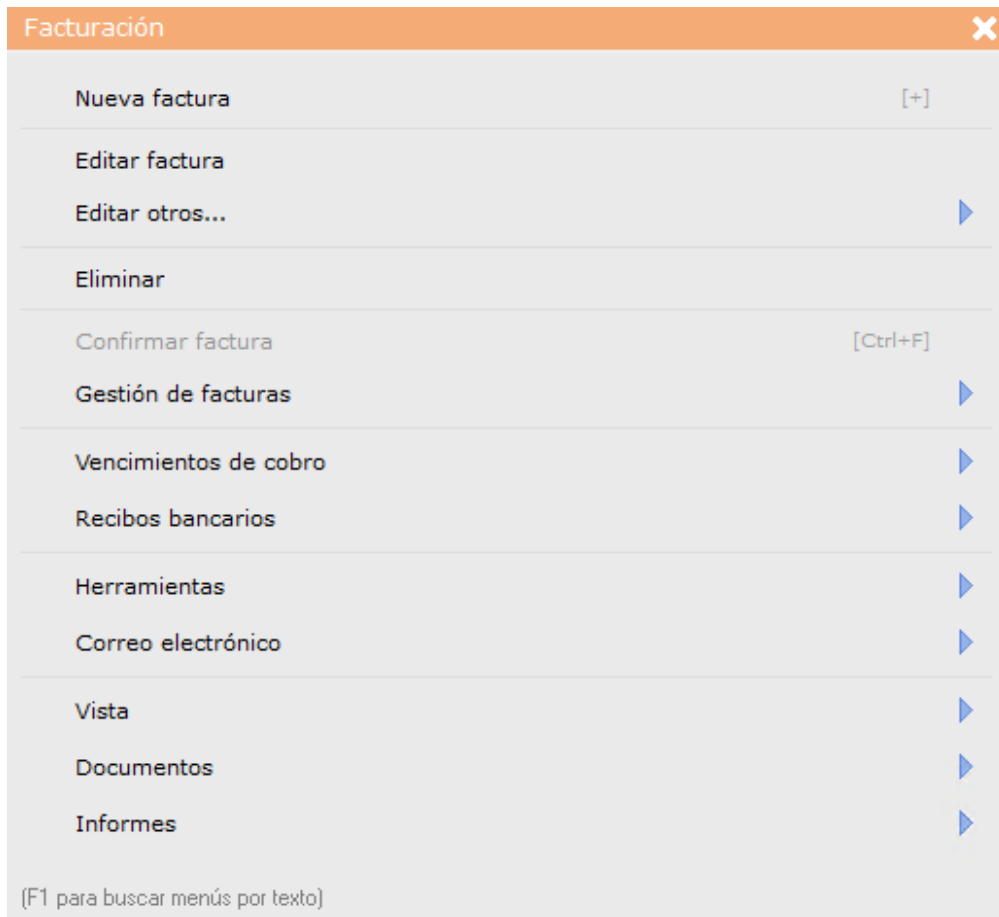 Facturación
Nueva factura [+]
Editar factura
Editar otros...
Eliminar
Confirmar factura [Ctrl+F]
Gestión de facturas
Vencimientos de cobro
Recibos bancarios
Herramientas
Correo electrónico
Vista
Documentos
Informes
(F1 para buscar menús por texto)